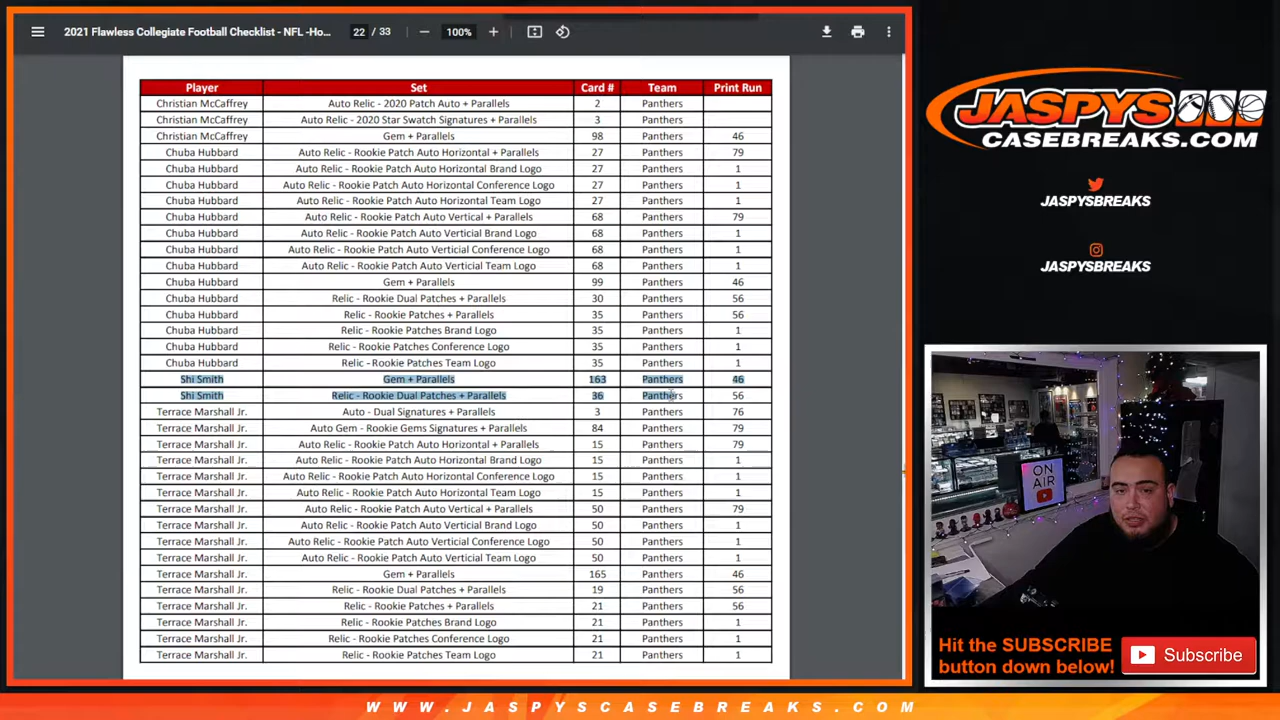 2021 Flawless Collegiate Football Checklist - NFL -Ho... 22 / 33 100%
Player Set Card # Team Print Run
Christian McCaffrey Auto Relic - 2020 Patch Auto + Parallels 2 Panthers
Christian McCaffrey Auto Relic - 2020 Star Swatch Signatures + Parallels 3 Panthers
Christian McCaffrey Gem + Parallels 98 Panthers 46
Chuba Hubbard Auto Relic - Rookie Patch Auto Horizontal + Parallels 27 Panthers 79
Chuba Hubbard Auto Relic - Rookie Patch Auto Horizontal Brand Logo 27 Panthers 1
Chuba Hubbard Auto Relic - Rookie Patch Auto Horizontal Conference Logo 27 Panthers 1
Chuba Hubbard Auto Relic - Rookie Patch Auto Horizontal Team Logo 27 Panthers 1
Chuba Hubbard Auto Relic - Rookie Patch Auto Vertical + Parallels 68 Panthers 79
Chuba Hubbard Auto Relic - Rookie Patch Auto Verticial Brand Logo 68 Panthers 1
Chuba Hubbard Auto Relic - Rookie Patch Auto Verticial Conference Logo 68 Panthers 1
Chuba Hubbard Auto Relic - Rookie Patch Auto Verticial Team Logo 68 Panthers 1
Chuba Hubbard Gem + Parallels 99 Panthers 46
Chuba Hubbard Relic - Rookie Dual Patches + Parallels 30 Panthers 56
Chuba Hubbard Relic - Rookie Patches + Parallels 35 Panthers 56
Chuba Hubbard Relic - Rookie Patches Brand Logo 35 Panthers 1
Chuba Hubbard Relic - Rookie Patches Conference Logo 35 Panthers 1
Chuba Hubbard Relic - Rookie Patches Team Logo 35 Panthers 1
Shi Smith Gem + Parallels 163 Panthers 46
Shi Smith Relic - Rookie Dual Patches + Parallels 36 Panthers 56
Terrace Marshall Jr. Auto - Dual Signatures + Parallels 3 Panthers 76
Terrace Marshall Jr. Auto Gem - Rookie Gems Signatures + Parallels 84 Panthers 79
Terrace Marshall Jr. Auto Relic - Rookie Patch Auto Horizontal + Parallels 15 Panthers 79
Terrace Marshall Jr. Auto Relic - Rookie Patch Auto Horizontal Brand Logo 15 Panthers 1
Terrace Marshall Jr. Auto Relic - Rookie Patch Auto Horizontal Conference Logo 15 Panthers 1
Terrace Marshall Jr. Auto Relic - Rookie Patch Auto Horizontal Team Logo 15 Panthers 1
Terrace Marshall Jr. Auto Relic - Rookie Patch Auto Vertical + Parallels 50 Panthers 79
Terrace Marshall Jr. Auto Relic - Rookie Patch Auto Verticial Brand Logo 50 Panthers 1
Terrace Marshall Jr. Auto Relic - Rookie Patch Auto Verticial Conference Logo 50 Panthers 1
Terrace Marshall Jr. Auto Relic - Rookie Patch Auto Verticial Team Logo 50 Panthers 1
Terrace Marshall Jr. Gem + Parallels 165 Panthers 46
Terrace Marshall Jr. Relic - Rookie Dual Patches + Parallels 19 Panthers 56
Terrace Marshall Jr. Relic - Rookie Patches + Parallels 21 Panthers 56
Terrace Marshall Jr. Relic - Rookie Patches Brand Logo 21 Panthers 1
Terrace Marshall Jr. Relic - Rookie Patches Conference Logo 21 Panthers 1
Terrace Marshall Jr. Relic - Rookie Patches Team Logo 21 Panthers 1
JASPYS
CASEBREAKS.COM
JASPYSBREAKS
JASPYSBREAKS
ON
AIR
Hit the SUBSCRIBE
button down below!
Subscribe
WWW.JASPYSCASEBREAKS.COM